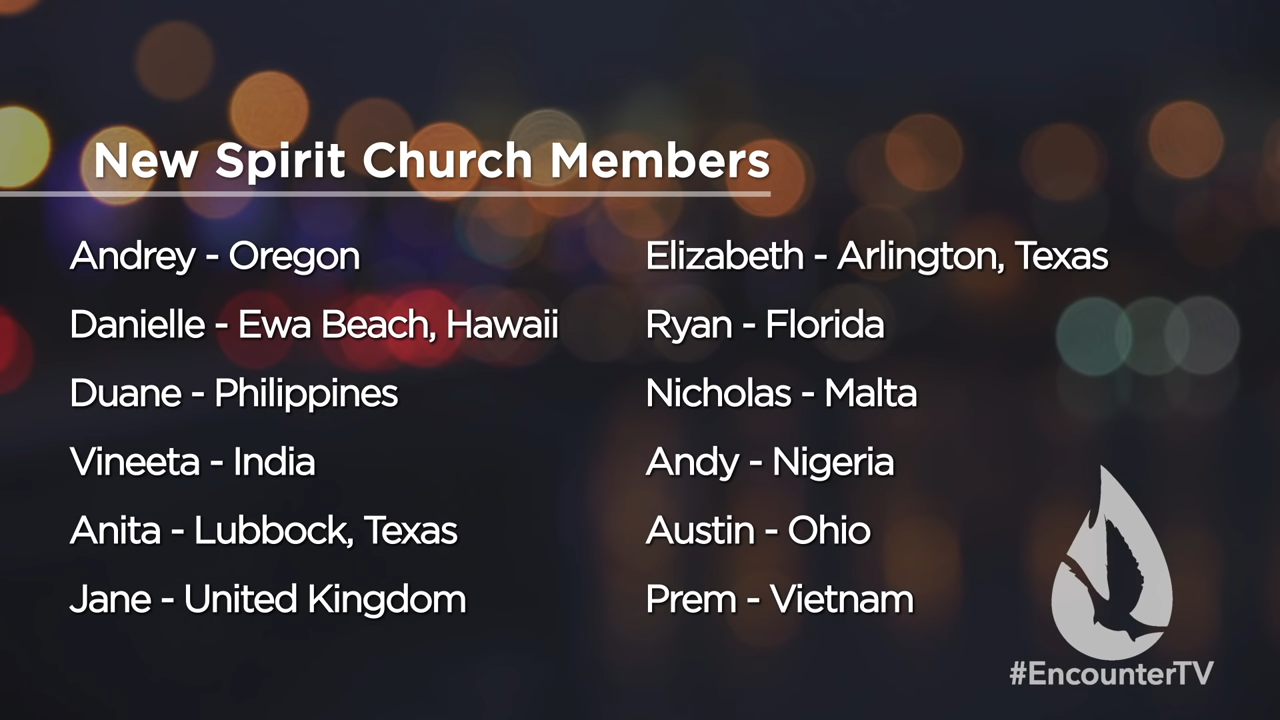 New Spirit Church Members
Andrey - Oregon
Danielle - Ewa Beach, Hawaii
Duane - Philippines
Vineeta - India
Anita - Lubbock, Texas
Jane - United Kingdom
Elizabeth - Arlington, Texas
Ryan - Florida
Nicholas - Malta
Andy - Nigeria
Austin - Ohio
Prem - Vietnam
#EncounterTV